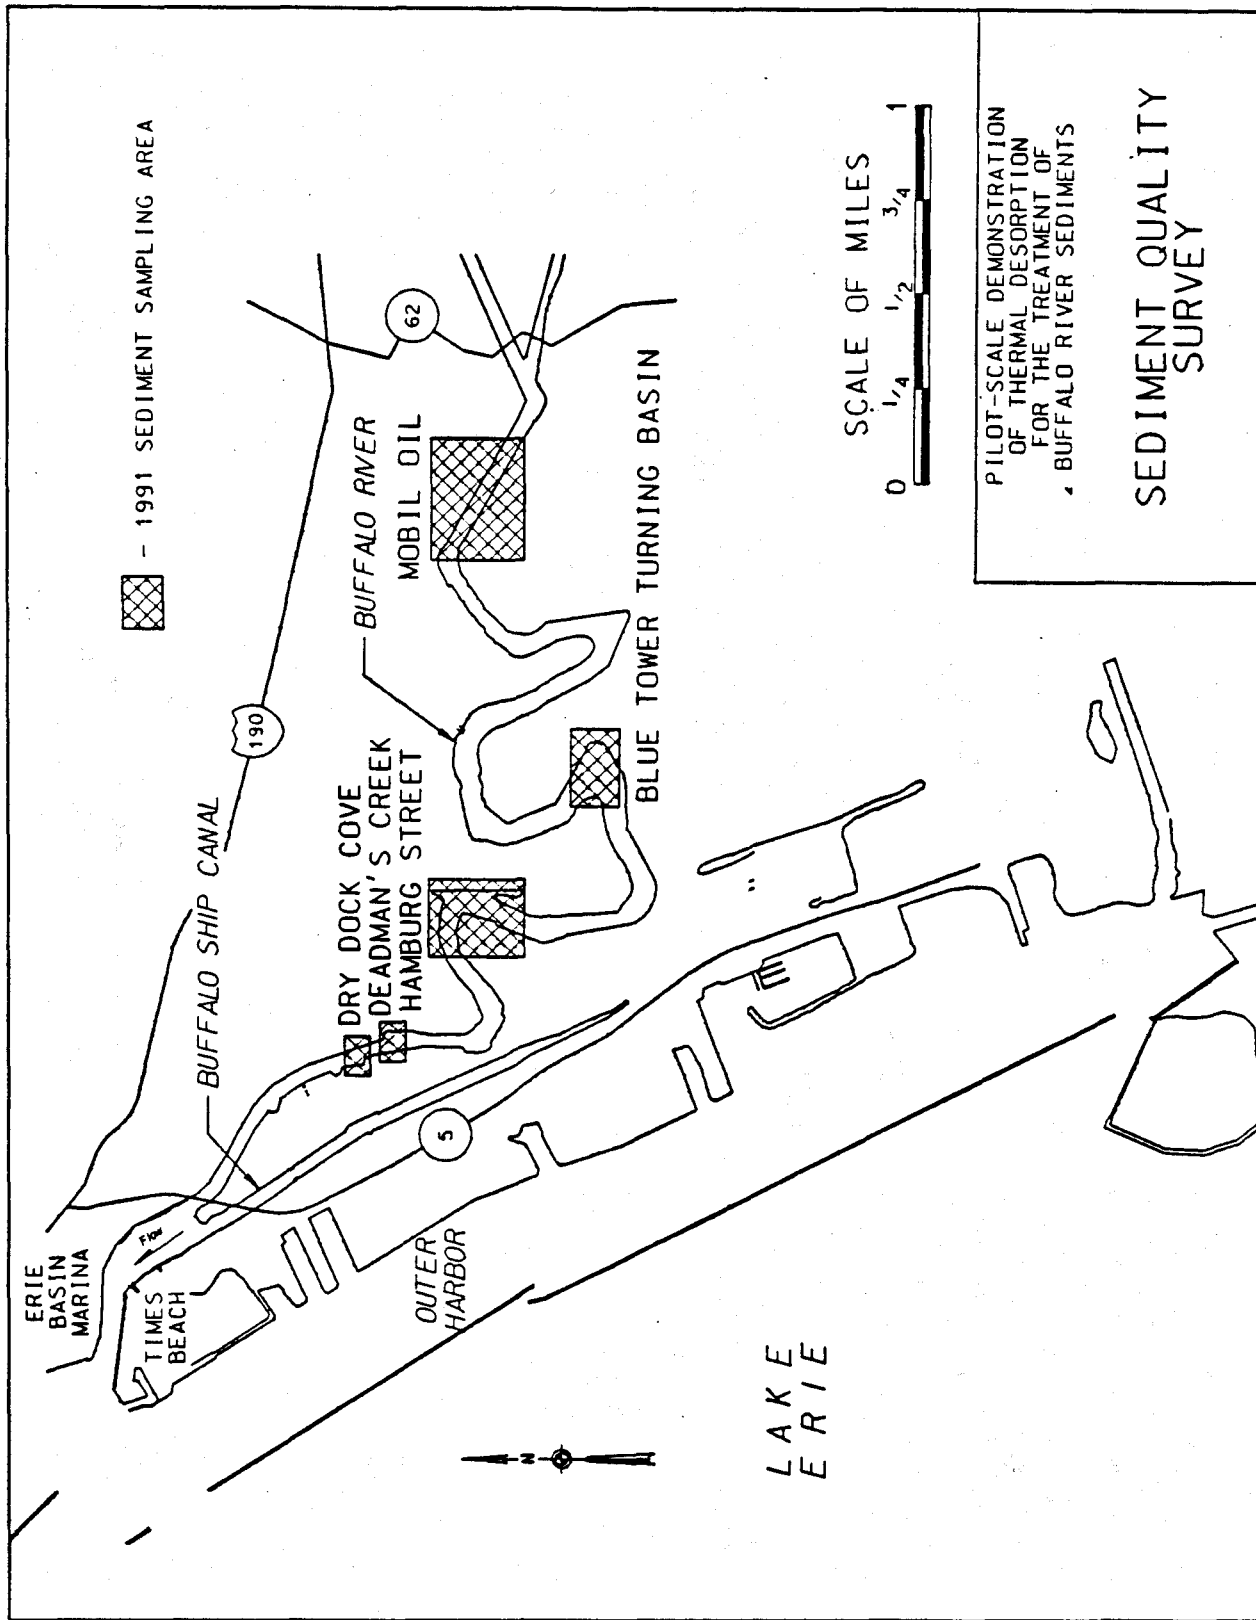 ERIE
BASIN
MARINA
TIMES
BEACH
Flow
BUFFALO SHIP CANAL
190
- 1991 SEDIMENT SAMPLING AREA
DRY DOCK COVE
DEADMAN'S CREEK
HAMBURG STREET
BUFFALO RIVER
MOBIL OIL
62
5
OUTER
HARBOR
BLUE TOWER TURNING BASIN
N
LAKE
ERIE
SCALE OF MILES
0 1/4 1/2 3/4 1
PILOT-SCALE DEMONSTRATION
OF THERMAL DESORPTION
FOR THE TREATMENT OF
BUFFALO RIVER SEDIMENTS
SEDIMENT QUALITY
SURVEY